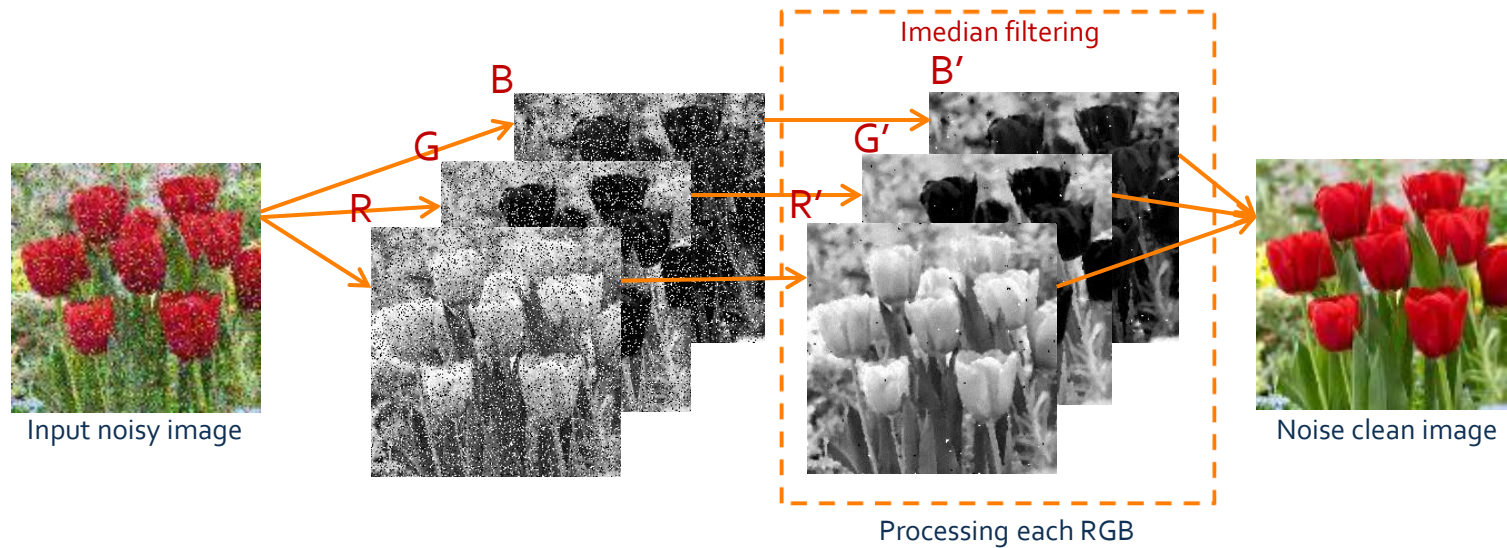 Imedian filtering
B
B’
G
G’
R
R’
Input noisy image
Noise clean image
Processing each RGB